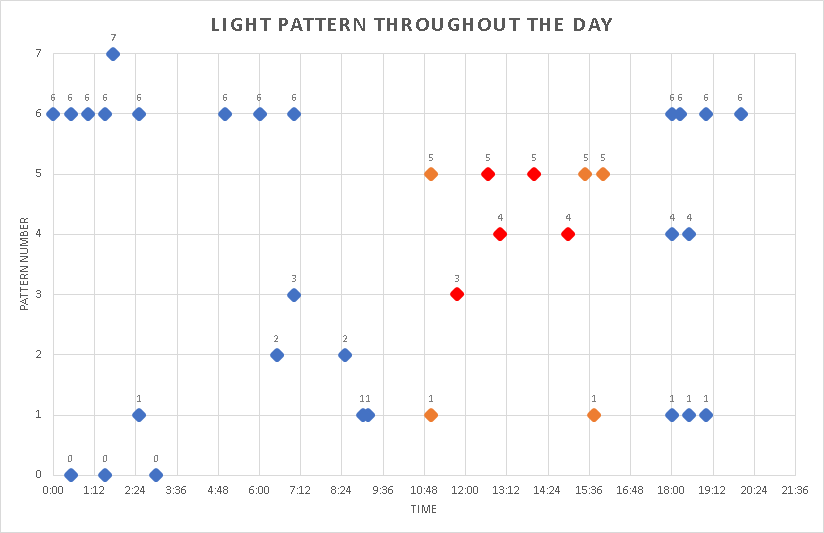 LIGHT PATTERN THROUGHOUT THE DAY
7
7
6 6 6 6 6 6 6 6 6 6 6 6
6
5 5 5 5 5
5
4 4 4 4
4
3 3
3
2 2
2
1 1 1 1 1 1 1 1
1
0 0 0
0
0:00 1:12 2:24 3:36 4:48 6:00 7:12 8:24 9:36 10:48 12:00 13:12 14:24 15:36 16:48 18:00 19:12 20:24 21:36
PATTERN NUMBER
TIME